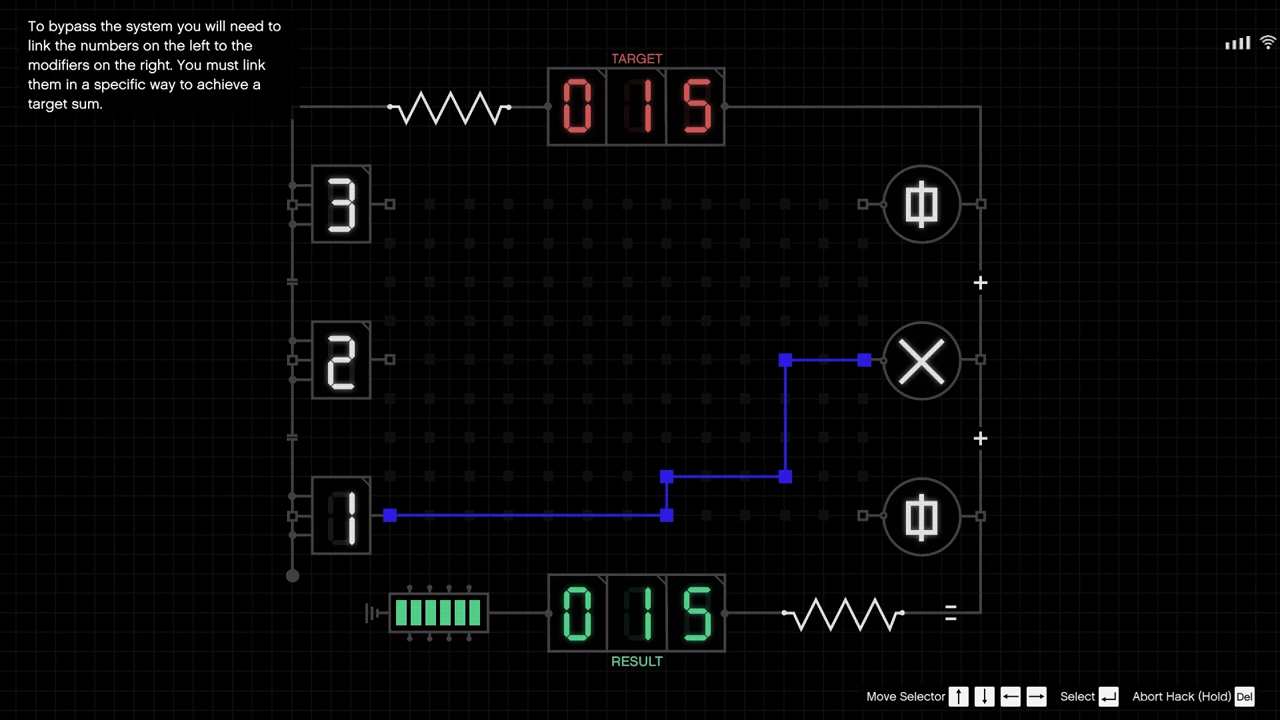 To bypass the system you will need to
link the numbers on the left to the
modifiers on the right. You must link
them in a specific way to achieve a
target sum.
TARGET
015
3
2
+
X
+
1
015
=
RESULT
Move Selector ↑ ↓ ← → Select ↵ Abort Hack (Hold) Del